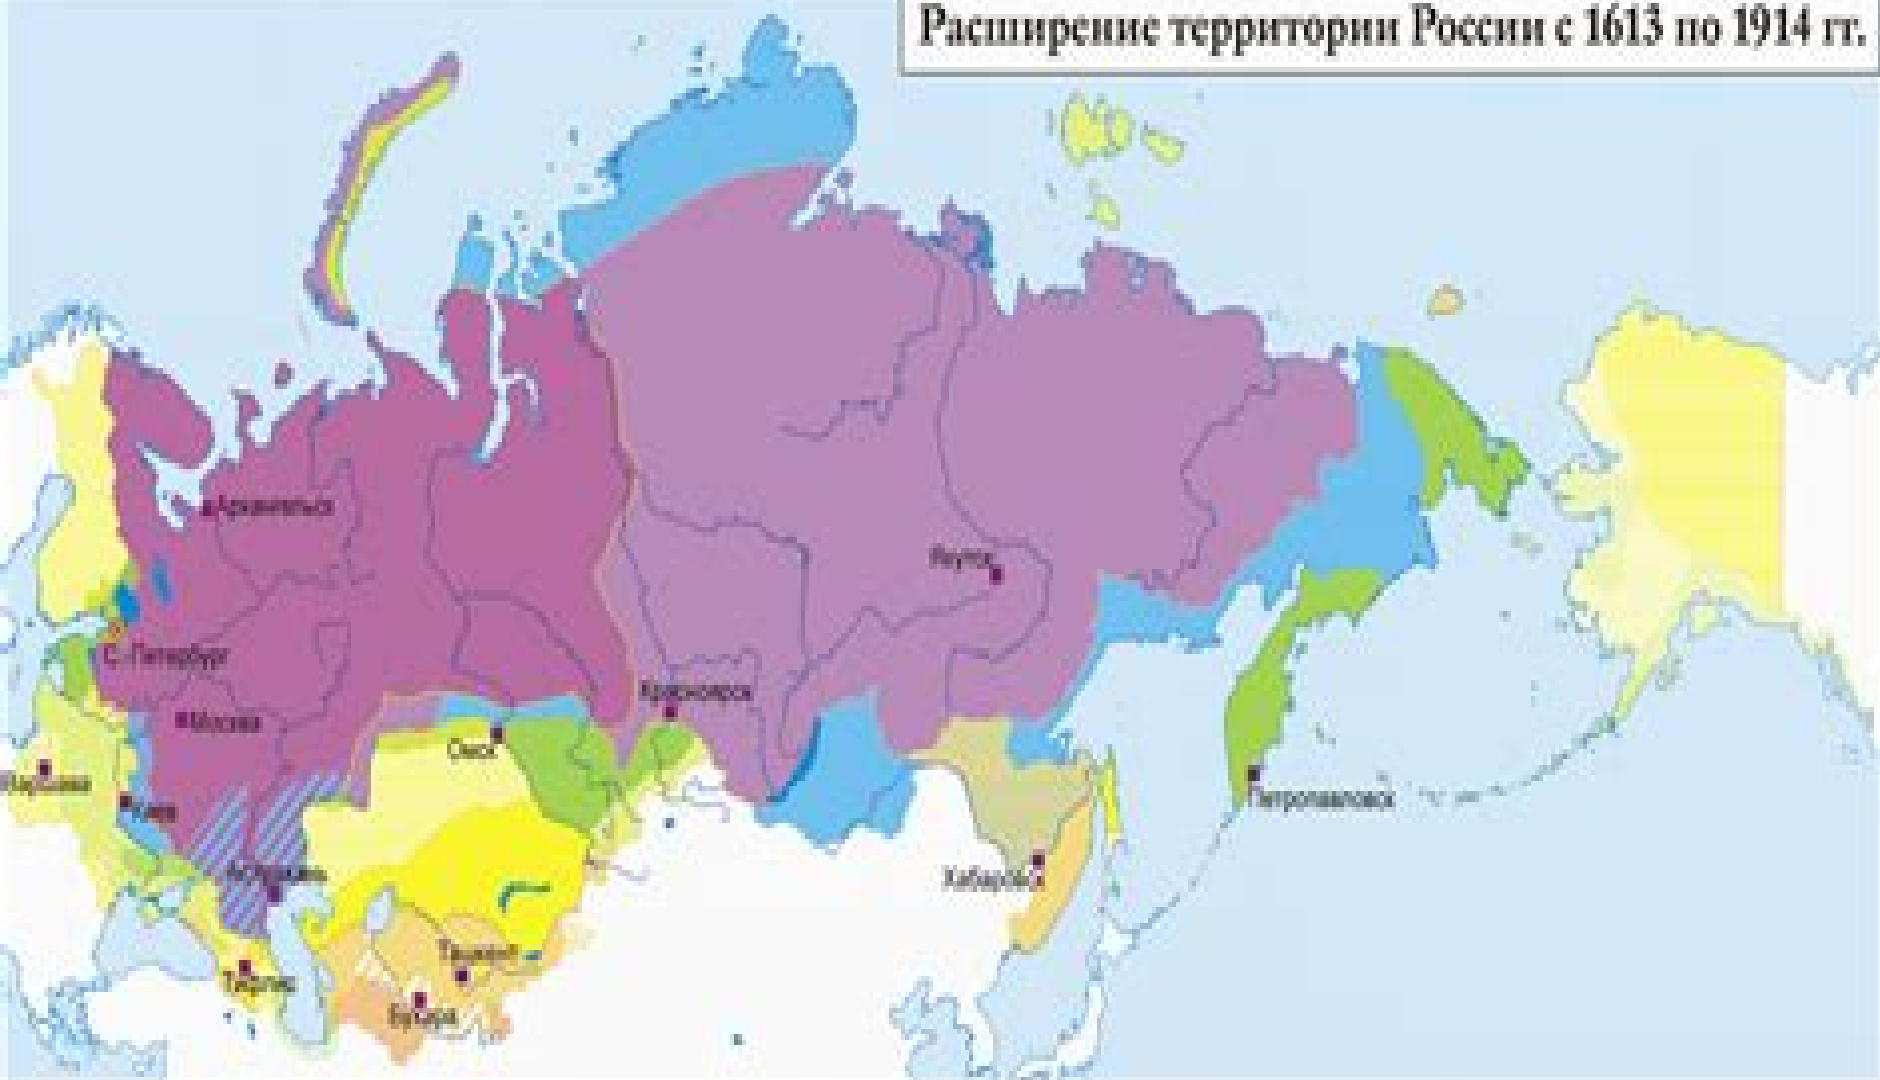 Расширение территории России с 1613 по 1914 гг.
Архангельск
Якутск
С.-Петербург
Красноярск
Москва
Омск
Варшава
Киев
Петропавловск
Астрахань
Хабаровск
Ташкент
Тифлис
Бухара